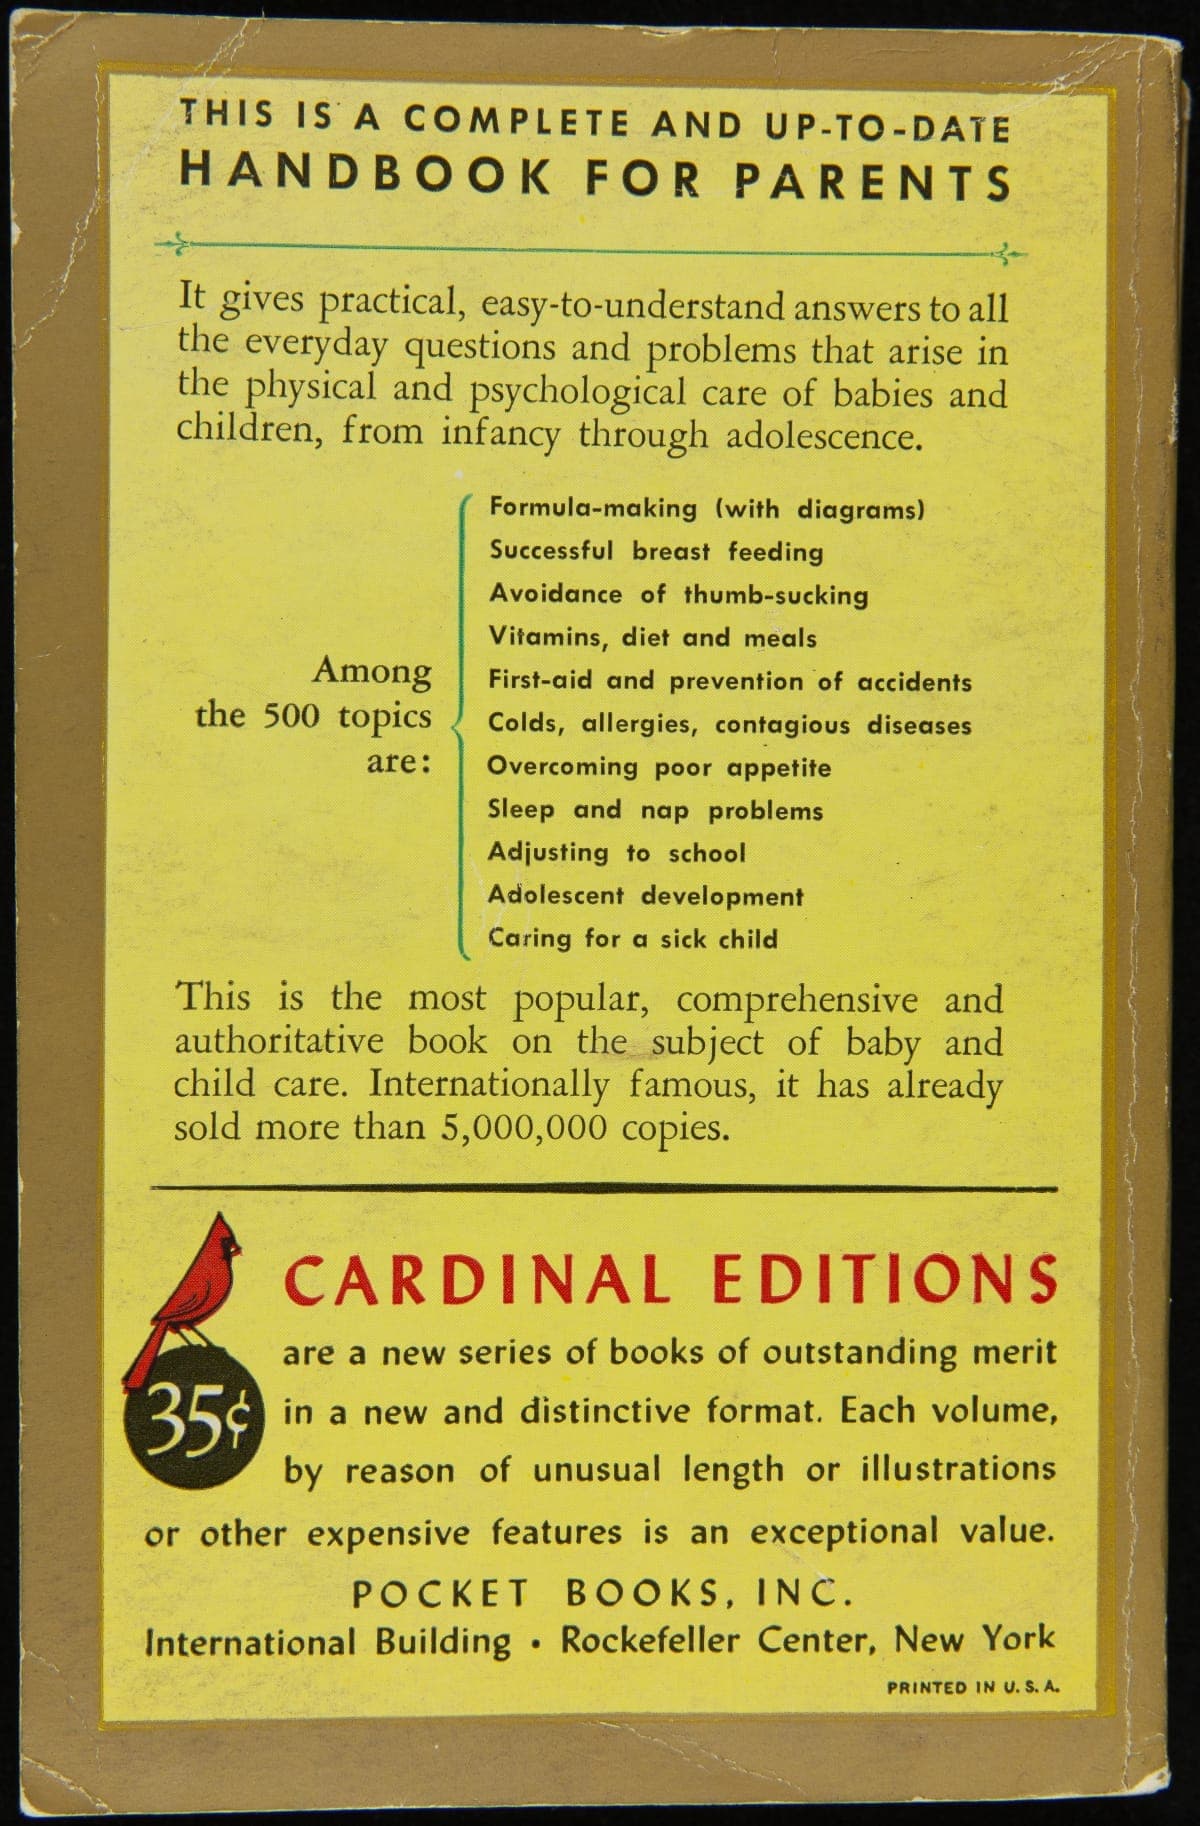 THIS IS A COMPLETE AND UP-TO-DATE
HANDBOOK FOR PARENTS
It gives practical, easy-to-understand answers to all
the everyday questions and problems that arise in
the physical and psychological care of babies and
children, from infancy through adolescence.
Among
the 500 topics
are:
Formula-making (with diagrams)
Successful breast feeding
Avoidance of thumb-sucking
Vitamins, diet and meals
First-aid and prevention of accidents
Colds, allergies, contagious diseases
Overcoming poor appetite
Sleep and nap problems
Adjusting to school
Adolescent development
Caring for a sick child
This is the most popular, comprehensive and
authoritative book on the subject of baby and
child care. Internationally famous, it has already
sold more than 5,000,000 copies.
35¢
CARDINAL EDITIONS
are a new series of books of outstanding merit
in a new and distinctive format. Each volume,
by reason of unusual length or illustrations
or other expensive features is an exceptional value.
POCKET BOOKS, INC.
International Building • Rockefeller Center, New York
PRINTED IN U. S. A.